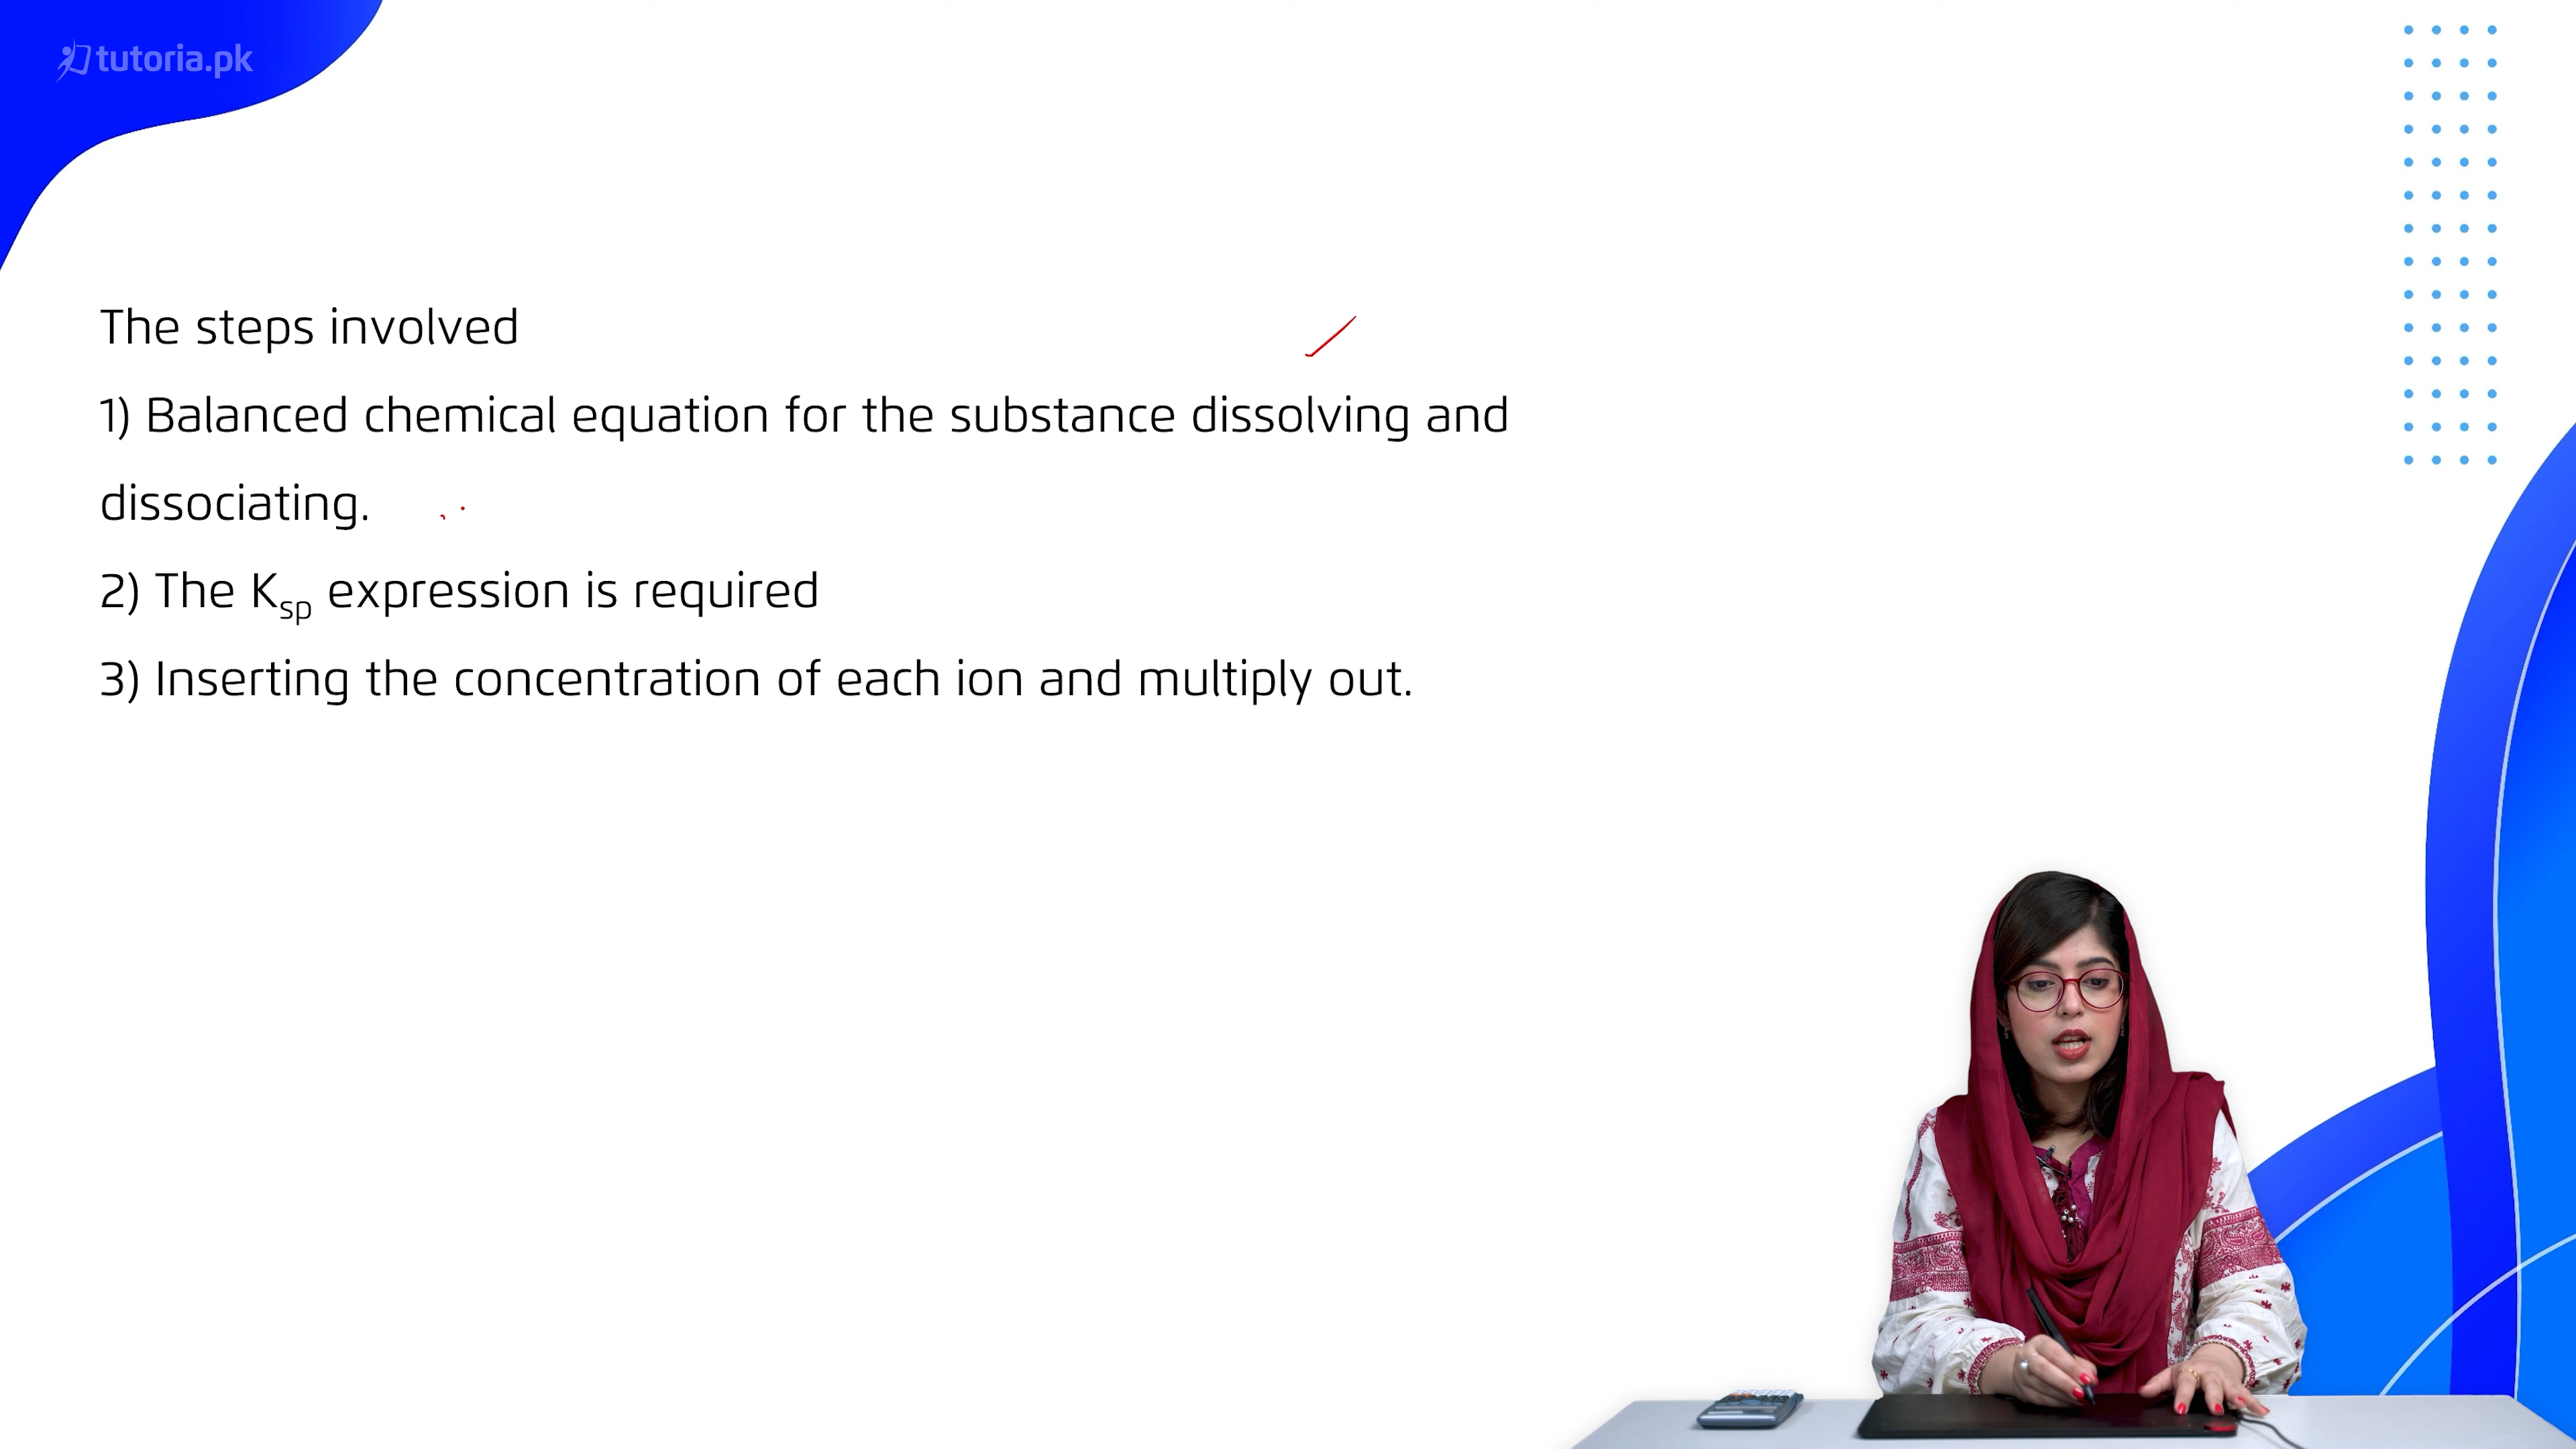 tutoria.pk
The steps involved
1) Balanced chemical equation for the substance dissolving and
dissociating.
2) The Ksp expression is required
3) Inserting the concentration of each ion and multiply out.